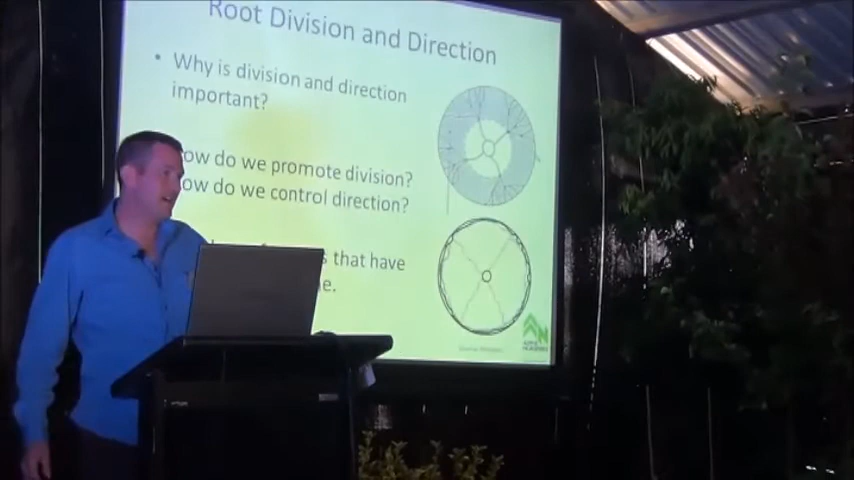 Root Division and Direction
• Why is division and direction
important?
ow do we promote division?
ow do we control direction?
that have